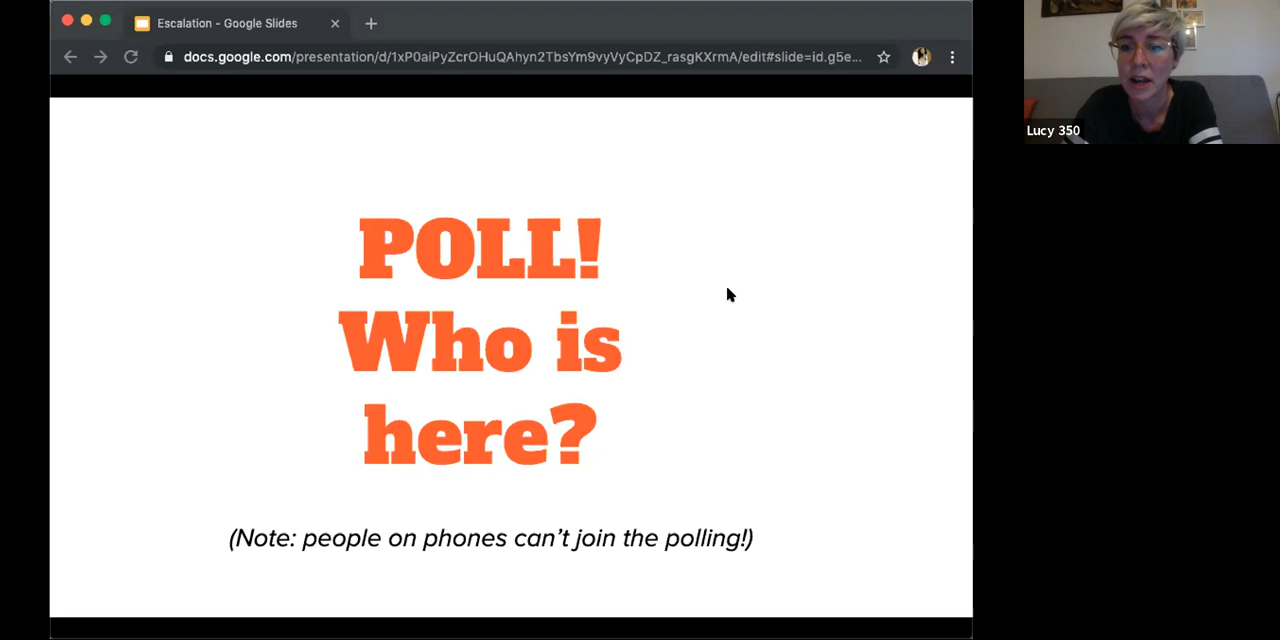 Escalation - Google Slides
docs.google.com/presentation/d/1xP0aiPyZcrOHuQAhyn2TbsYm9vyVyCpDZ_rasgKXrmA/edit#slide=id.g5e...
Lucy 350
POLL!
Who is
here?
(Note: people on phones can't join the polling!)